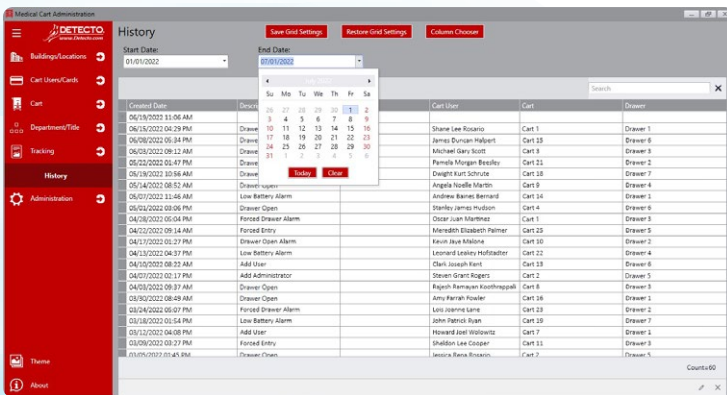 Medical Cart Administration
DETECTO.
www.Detecto.com
History
Save Grid Settings
Restore Grid Settings
Column Chooser
Start Date:
End Date:
01/01/2022
07/01/2022
Buildings/Locations
Cart Users/Cards
Cart
Department/Title
Tracking
History
Administration
Theme
About
Su Mo Tu We Th Fr Sa
26 27 28 29 30 1 2
3 4 5 6 7 8 9
10 11 12 13 14 15 16
17 18 19 20 21 22 23
24 25 26 27 28 29 30
31 1 2 3 4 5 6
Today Clear
Search
Created Date Cart User Cart Drawer
06/19/2022 11:06 AM
06/15/2022 04:29 PM Shane Lee Rosario Cart 1 Drawer 1
06/08/2022 05:34 PM James Duncan Halpert Cart 15 Drawer 6
06/03/2022 09:12 AM Michael Gary Scott Cart 3 Drawer 3
05/22/2022 01:47 PM Pamela Morgan Beesley Cart 21 Drawer 2
05/19/2022 10:56 AM Dwight Kurt Schrute Cart 18 Drawer 7
05/14/2022 08:52 AM Drawer Open Angela Noelle Martin Cart 9 Drawer 4
05/07/2022 11:46 AM Low Battery Alarm Andrew Baines Bernard Cart 14 Drawer 1
05/01/2022 03:06 PM Drawer Open Stanley James Hudson Cart 4 Drawer 6
04/28/2022 05:04 PM Forced Drawer Alarm Oscar Juan Martinez Cart 1 Drawer 3
04/22/2022 09:14 AM Forced Entry Meredith Elizabeth Palmer Cart 25 Drawer 5
04/17/2022 01:27 PM Drawer Open Alarm Kevin Jaye Malone Cart 10 Drawer 2
04/13/2022 04:37 PM Low Battery Alarm Leonard Leakey Hofstadter Cart 22 Drawer 4
04/10/2022 08:22 AM Add User Clark Joseph Kent Cart 13 Drawer 6
04/07/2022 02:17 PM Add Administrator Steven Grant Rogers Cart 2 Drawer 5
04/03/2022 09:37 AM Drawer Open Rajesh Ramayan Koothrappali Cart 8 Drawer 3
03/30/2022 08:49 AM Drawer Open Amy Farrah Fowler Cart 16 Drawer 1
03/24/2022 05:07 PM Forced Drawer Alarm Lois Joanne Lane Cart 23 Drawer 2
03/18/2022 01:54 PM Low Battery Alarm John Patrick Ryan Cart 19 Drawer 7
03/12/2022 04:08 PM Add User Howard Joel Wolowitz Cart 7 Drawer 1
03/09/2022 03:27 PM Forced Entry Sheldon Lee Cooper Cart 11 Drawer 3
03/05/2022 02:45 PM Drawer Open Jessica Rena Rosario Cart 2 Drawer 5
Count=60